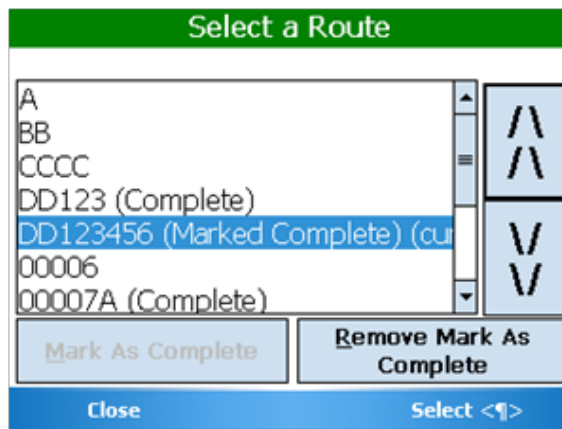 Select a Route
A
BB
CCCC
DD123 (Complete)
DD123456 (Marked Complete) (cur
00006
00007A (Complete)
/\
/\
\/
\/
Mark As Complete
Remove Mark As
Complete
Close
Select <¶>